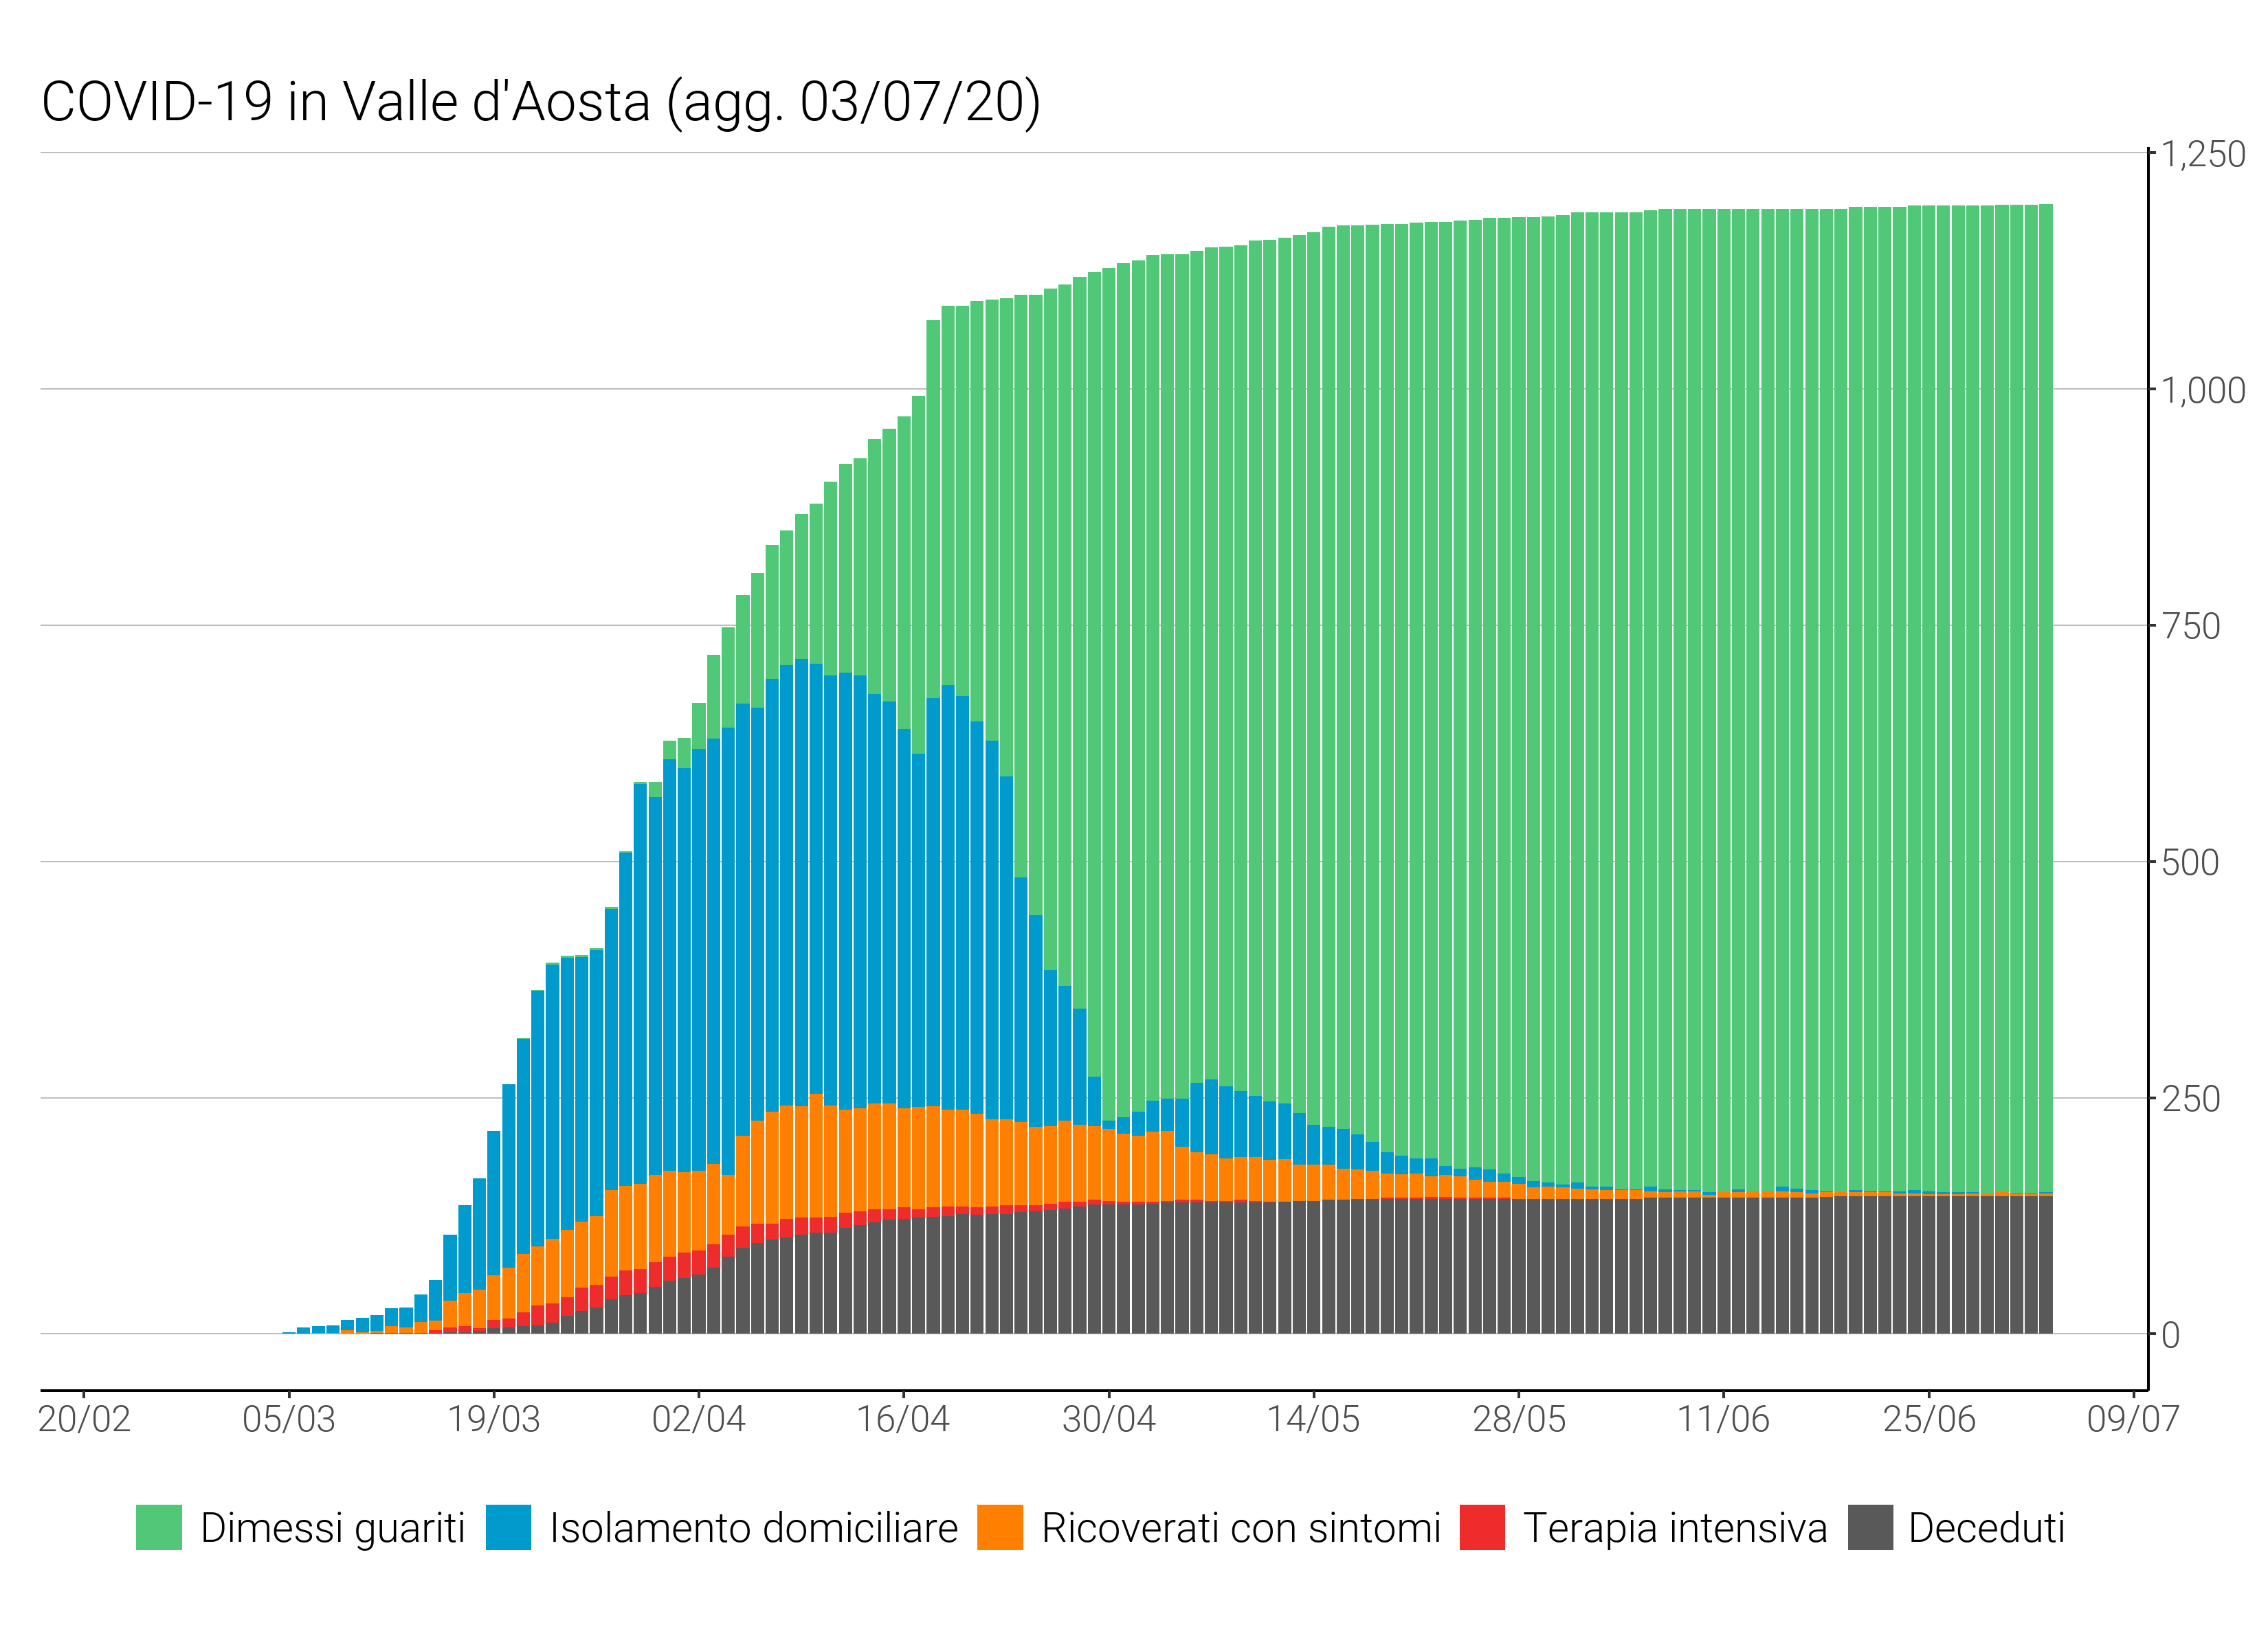 COVID-19 in Valle d'Aosta (agg. 03/07/20)
1,250
1,000
750
500
250
0
20/02 05/03 19/03 02/04 16/04 30/04 14/05 28/05 11/06 25/06 09/07
Dimessi guariti Isolamento domiciliare Ricoverati con sintomi Terapia intensiva Deceduti